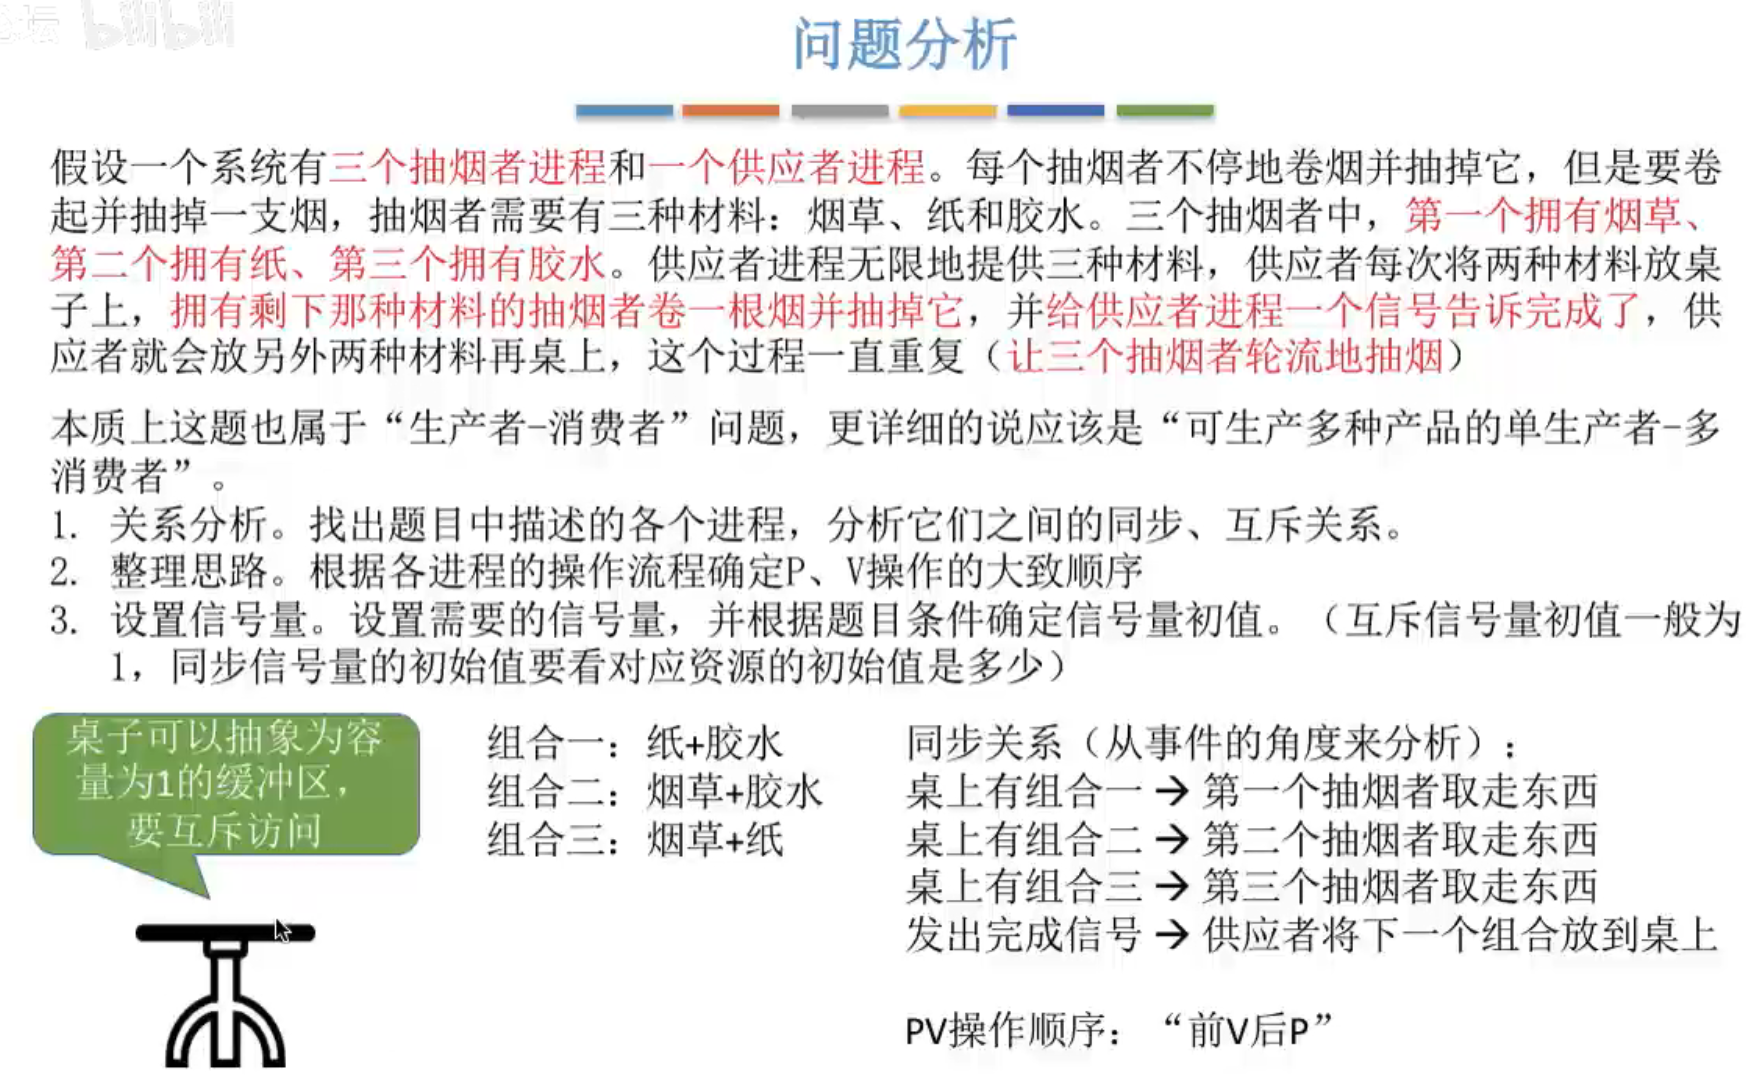 坛 bilibili
问题分析
假设一个系统有三个抽烟者进程和一个供应者进程。每个抽烟者不停地卷烟并抽掉它，但是要卷
起并抽掉一支烟，抽烟者需要有三种材料：烟草、纸和胶水。三个抽烟者中，第一个拥有烟草、
第二个拥有纸、第三个拥有胶水。供应者进程无限地提供三种材料，供应者每次将两种材料放桌
子上，拥有剩下那种材料的抽烟者卷一根烟并抽掉它，并给供应者进程一个信号告诉完成了，供
应者就会放另外两种材料再桌上，这个过程一直重复（让三个抽烟者轮流地抽烟）
本质上这题也属于“生产者-消费者”问题，更详细的说应该是“可生产多种产品的单生产者-多
消费者”。
1. 关系分析。找出题目中描述的各个进程，分析它们之间的同步、互斥关系。
2. 整理思路。根据各进程的操作流程确定P、V操作的大致顺序
3. 设置信号量。设置需要的信号量，并根据题目条件确定信号量初值。（互斥信号量初值一般为
1，同步信号量的初始值要看对应资源的初始值是多少）
桌子可以抽象为容
量为1的缓冲区，
要互斥访问
组合一：纸+胶水
组合二：烟草+胶水
组合三：烟草+纸
同步关系（从事件的角度来分析）：
桌上有组合一 → 第一个抽烟者取走东西
桌上有组合二 → 第二个抽烟者取走东西
桌上有组合三 → 第三个抽烟者取走东西
发出完成信号 → 供应者将下一个组合放到桌上
PV操作顺序：“前V后P”